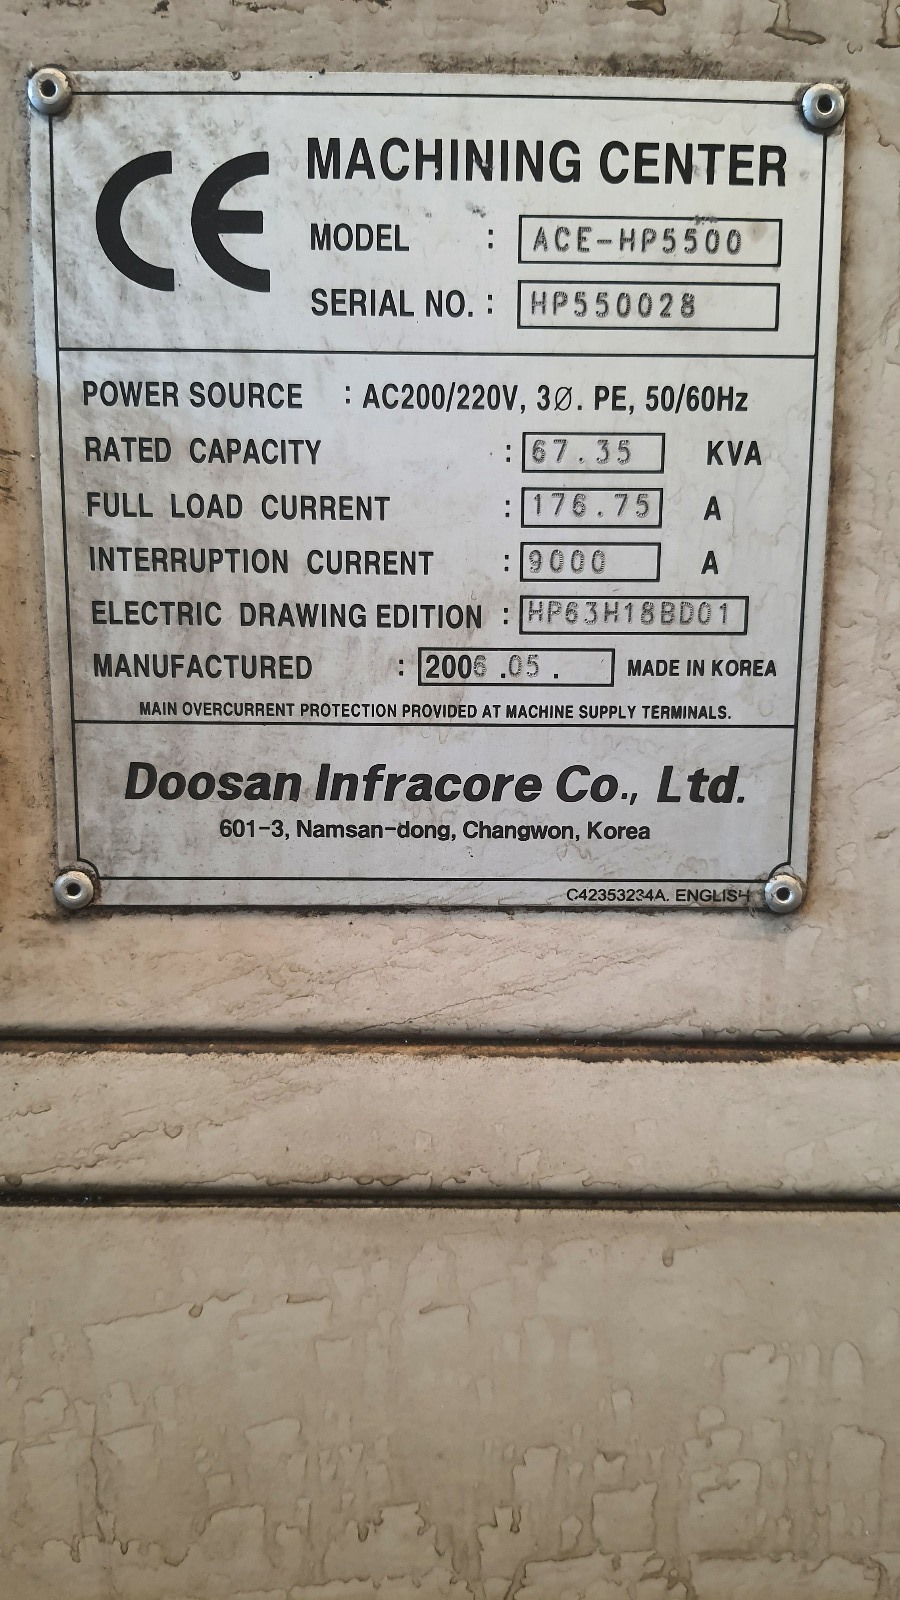 CE
MACHINING CENTER
MODEL : ACE-HP5500
SERIAL NO. : HP550028
POWER SOURCE : AC200/220V, 3Ø. PE, 50/60Hz
RATED CAPACITY : 67.35 KVA
FULL LOAD CURRENT : 176.75 A
INTERRUPTION CURRENT : 9000 A
ELECTRIC DRAWING EDITION : HP63H18BD01
MANUFACTURED : 2006.05. MADE IN KOREA
MAIN OVERCURRENT PROTECTION PROVIDED AT MACHINE SUPPLY TERMINALS.
Doosan Infracore Co., Ltd.
601-3, Namsan-dong, Changwon, Korea
C42353234A. ENGLISH